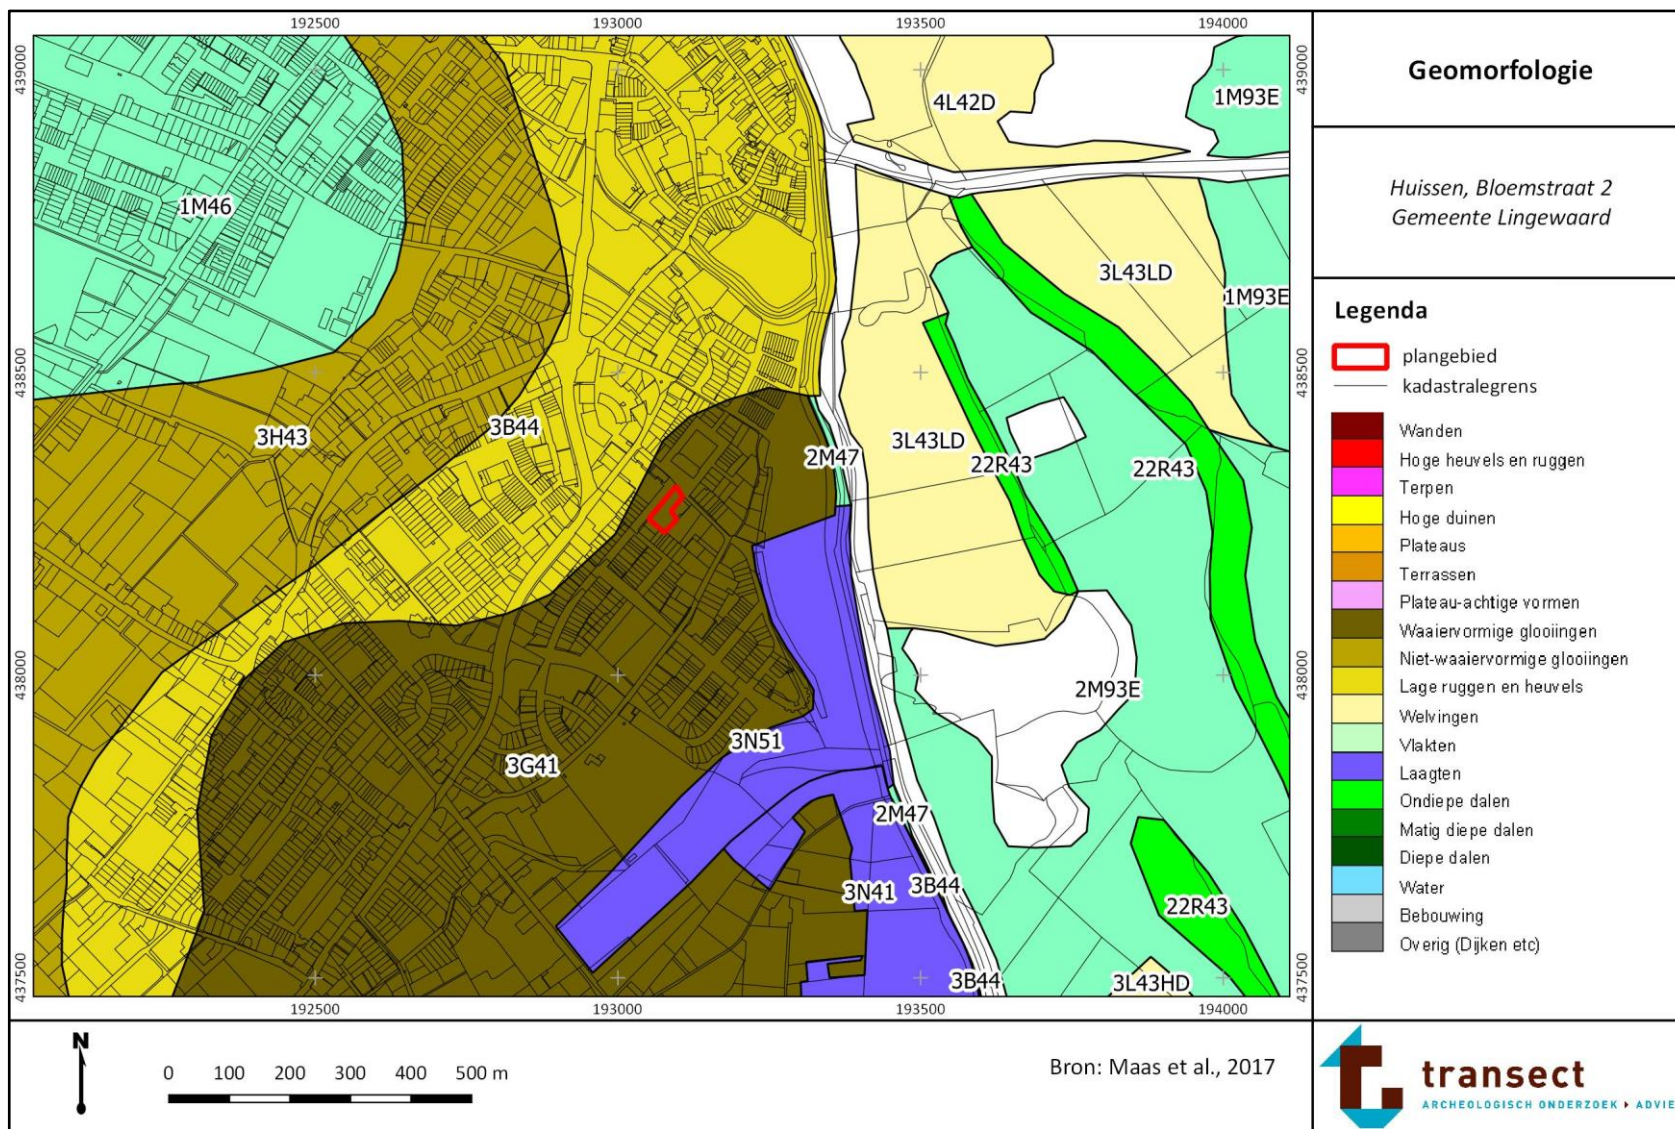 192500 193000 193500 194000
439000 439000
438500 438500
438000 438000
437500 437500
192500 193000 193500 194000
4L42D
1M93E
1M46
3L43LD
1M93E
3H43
3B44
2M47
3L43LD
22R43
22R43
2M93E
3N51
3G41
2M47
3N41
3B44
22R43
3B44
3L43HD
Geomorfologie
Huissen, Bloemstraat 2
Gemeente Lingewaard
Legenda
plangebied
kadastralegrens
Wanden
Hoge heuvels en ruggen
Terpen
Hoge duinen
Plateaus
Terrassen
Plateau-achtige vormen
Waaiervormige glooiingen
Niet-waaiervormige glooiingen
Lage ruggen en heuvels
Welvingen
Vlakten
Laagten
Ondiepe dalen
Matig diepe dalen
Diepe dalen
Water
Bebouwing
Overig (Dijken etc)
N
0 100 200 300 400 500 m
Bron: Maas et al., 2017
transect
ARCHEOLOGISCH ONDERZOEK ▸ ADVIE